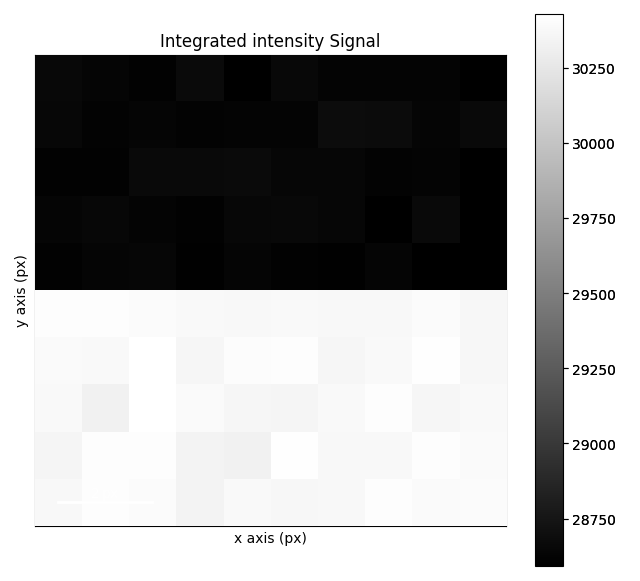 Integrated intensity Signal
30250
30000
29750
29500
29250
29000
28750
y axis (px)
x axis (px)